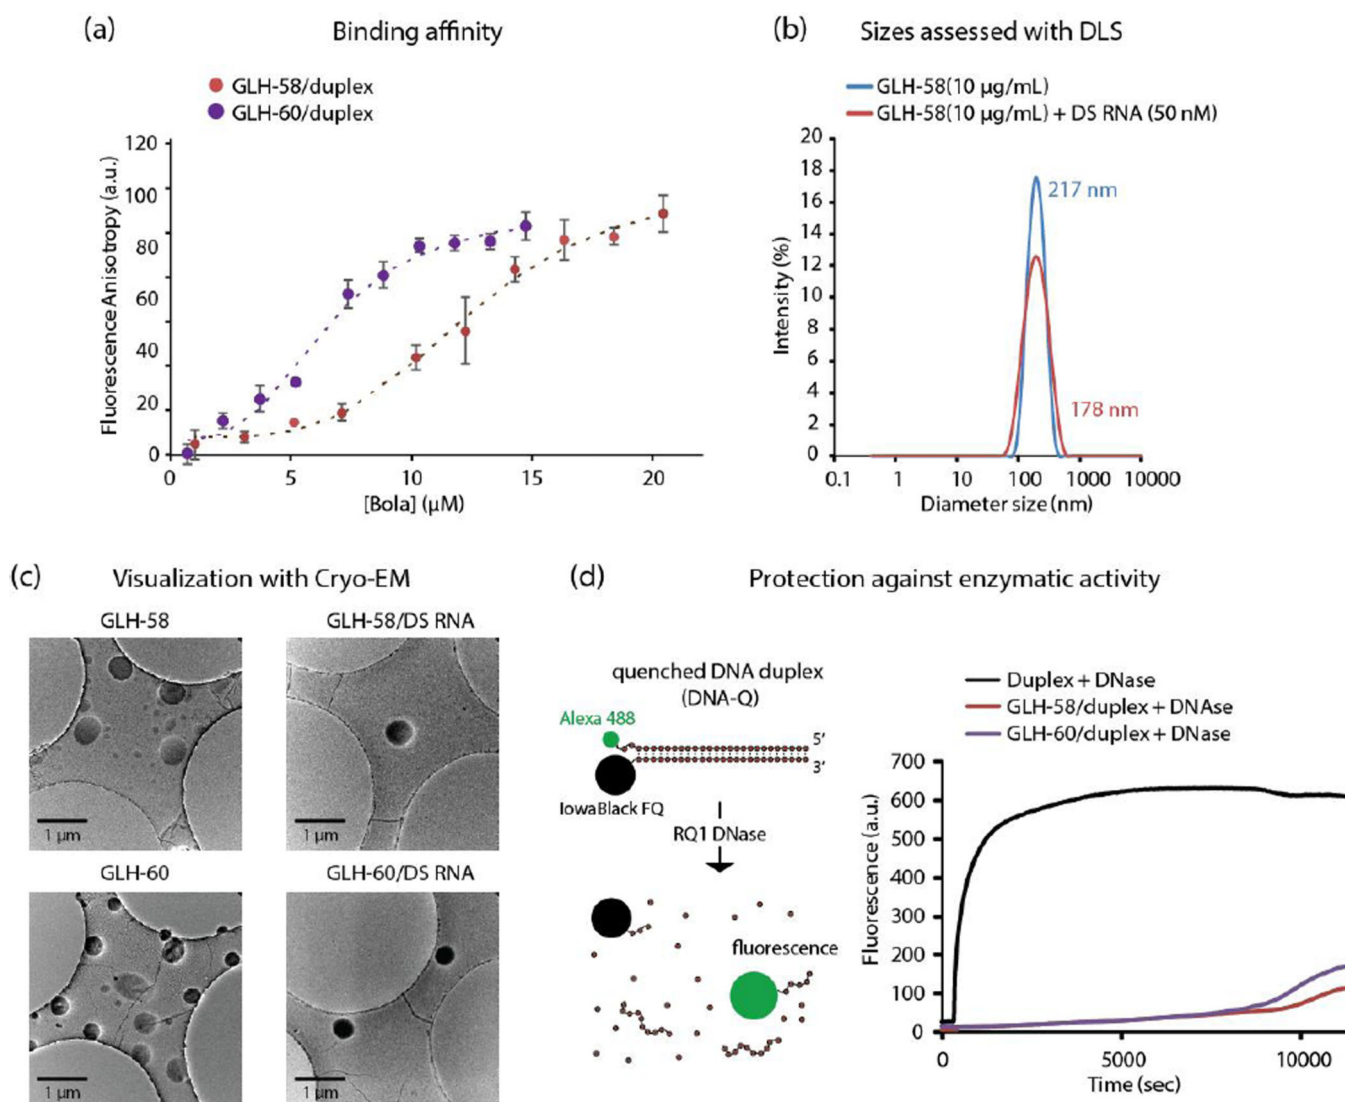 (a) Binding affinity
GLH-58/duplex
GLH-60/duplex
120
100
80
60
40
20
0
Fluorescence Anisotropy (a.u.)
0 5 10 15 20
[Bola] (µM)
(b) Sizes assessed with DLS
GLH-58(10 µg/mL)
GLH-58(10 µg/mL) + DS RNA (50 nM)
20
18
16
14
12
10
8
6
4
2
0
Intensity (%)
217 nm
178 nm
0.1 1 10 100 1000 10000
Diameter size (nm)
(c) Visualization with Cryo-EM
GLH-58
1 µm
GLH-58/DS RNA
1 µm
GLH-60
1 µm
GLH-60/DS RNA
1 µm
(d) Protection against enzymatic activity
quenched DNA duplex
(DNA-Q)
Alexa 488
5'
3'
IowaBlack FQ
RQ1 DNase
fluorescence
Duplex + DNase
GLH-58/duplex + DNAse
GLH-60/duplex + DNase
700
600
500
400
300
200
100
0
Fluorescence (a.u.)
0 5000 10000
Time (sec)